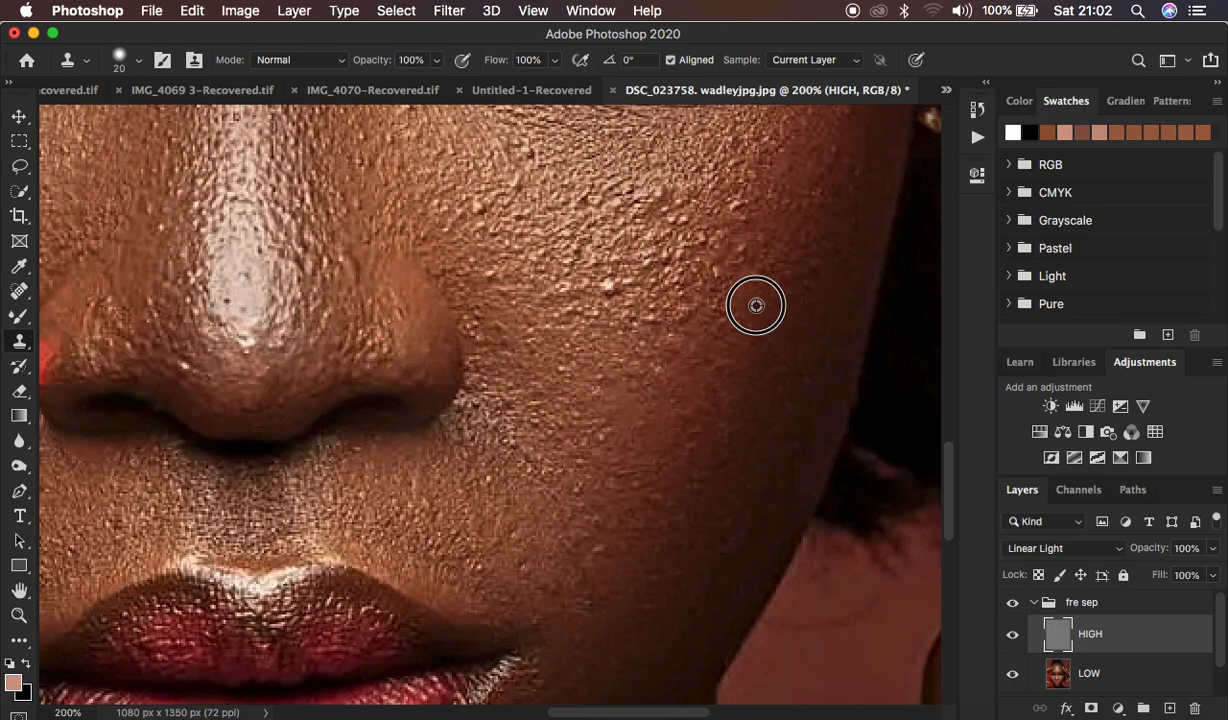 Photoshop File Edit Image Layer Type Select Filter 3D View Window Help 100% Sat 21:02
Adobe Photoshop 2020
20 Mode: Normal Opacity: 100% Flow: 100% 0° Aligned Sample: Current Layer
covered.tif × IMG_4069 3-Recovered.tif × IMG_4070-Recovered.tif × Untitled-1-Recovered × DSC_023758. wadleyjpg.jpg @ 200% (HIGH, RGB/8) *
Color Swatches Gradien Pattern:
RGB
CMYK
Grayscale
Pastel
Light
Pure
Learn Libraries Adjustments
Add an adjustment
Layers Channels Paths
Kind
Linear Light Opacity: 100%
Lock: Fill: 100%
fre sep
HIGH
LOW
200% 1080 px x 1350 px (72 ppi)